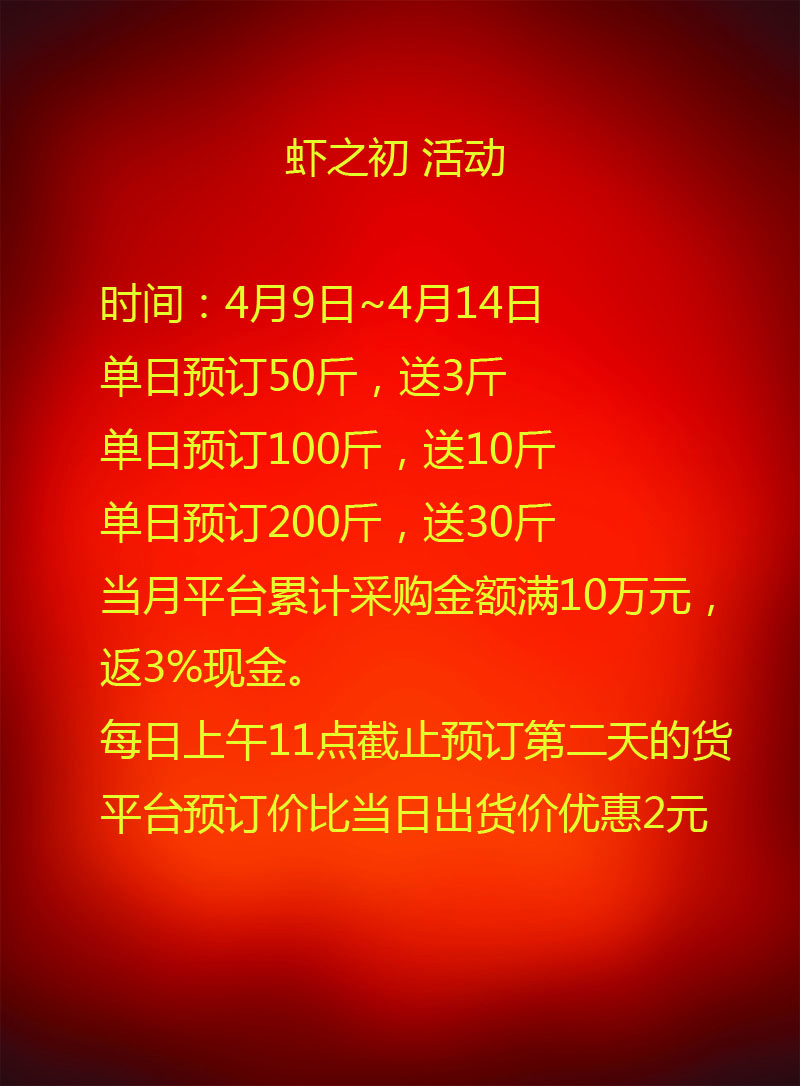 虾之初 活动
时间：4月9日~4月14日
单日预订50斤，送3斤
单日预订100斤，送10斤
单日预订200斤，送30斤
当月平台累计采购金额满10万元，
返3%现金。
每日上午11点截止预订第二天的货
平台预订价比当日出货价优惠2元